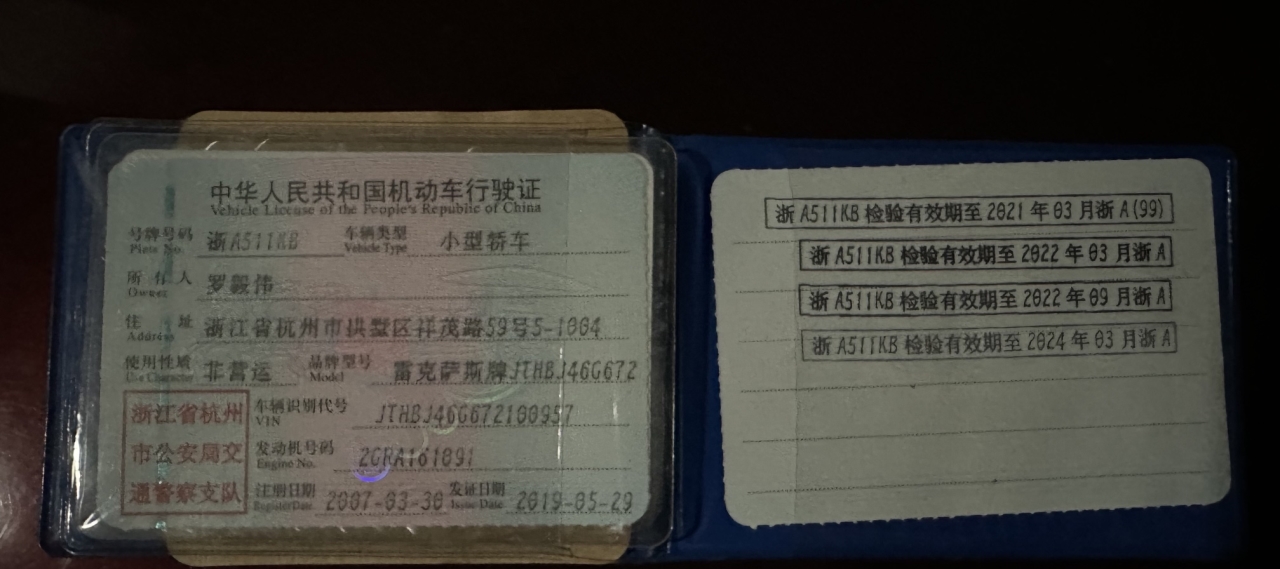 中华人民共和国机动车行驶证
Vehicle License of the People's Republic of China
号牌号码 浙A511KB 车辆类型 小型轿车
Plate No. Vehicle Type
所有人 罗毅伟
Owner
住址 浙江省杭州市拱墅区祥茂路59号5-1004
Address
使用性质 非营运 品牌型号 雷克萨斯牌JTHBJ46G672
Use Character Model
浙江省杭州
市公安局交
通警察支队
车辆识别代号 JTHBJ46G672100957
VIN
发动机号码 2GRA161891
Engine No.
注册日期 2007-03-30 发证日期 2019-05-29
Register Date Issue Date
浙A511KB检验有效期至2021年03月浙A(99)
浙A511KB检验有效期至2022年03月浙A
浙A511KB检验有效期至2022年09月浙A
浙A511KB检验有效期至2024年03月浙A